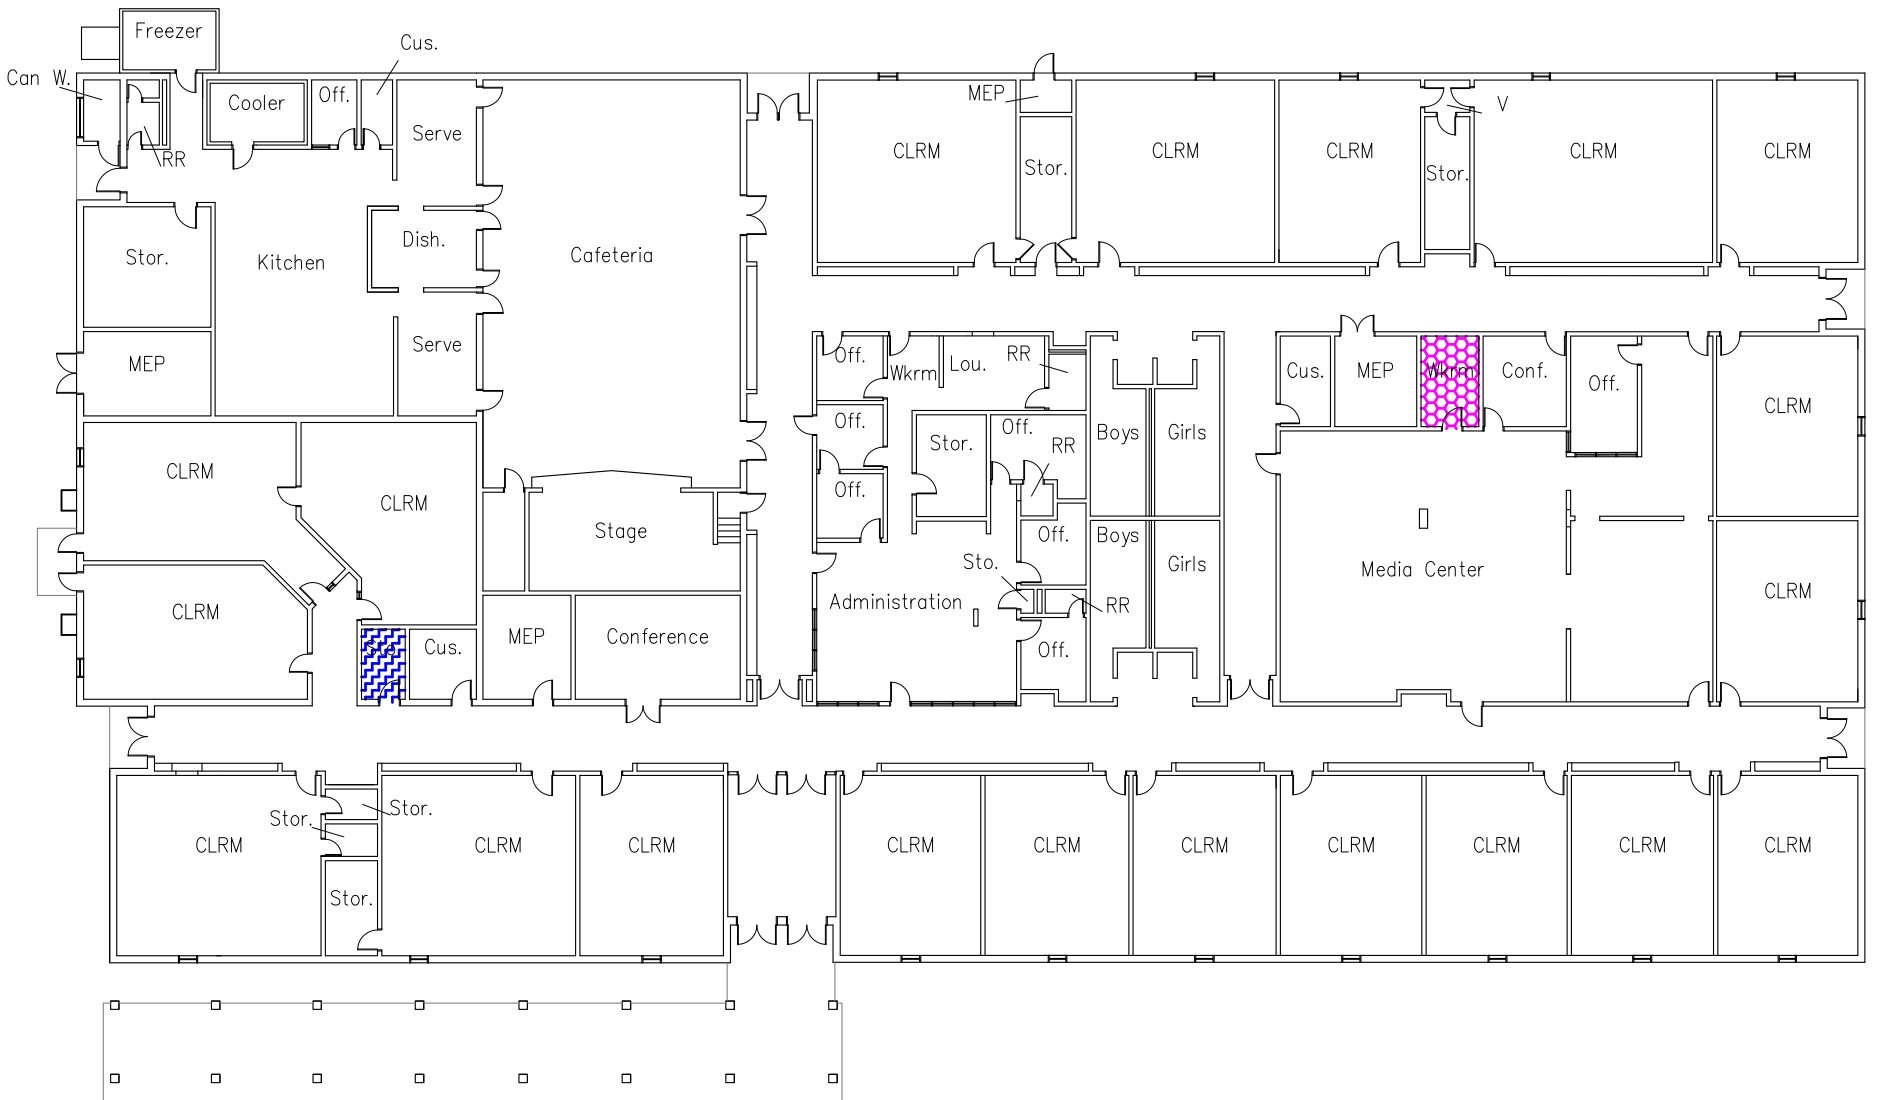 Freezer
Cus.
Can W.
Cooler
Off.
Serve
MEP
V
RR
CLRM
Stor.
CLRM
CLRM
Stor.
CLRM
CLRM
Stor.
Kitchen
Dish.
Cafeteria
MEP
Serve
Off.
Wkrm
Lou.
RR
Cus.
MEP
Wkrm
Conf.
Off.
CLRM
Off.
Stor.
Off.
RR
Boys
Girls
CLRM
CLRM
Off.
Stage
Off.
Boys
Girls
Sto.
Media Center
CLRM
CLRM
Administration
RR
Sto.
Cus.
MEP
Conference
Off.
Stor.
Stor.
CLRM
CLRM
CLRM
CLRM
CLRM
CLRM
CLRM
CLRM
CLRM
CLRM
Stor.